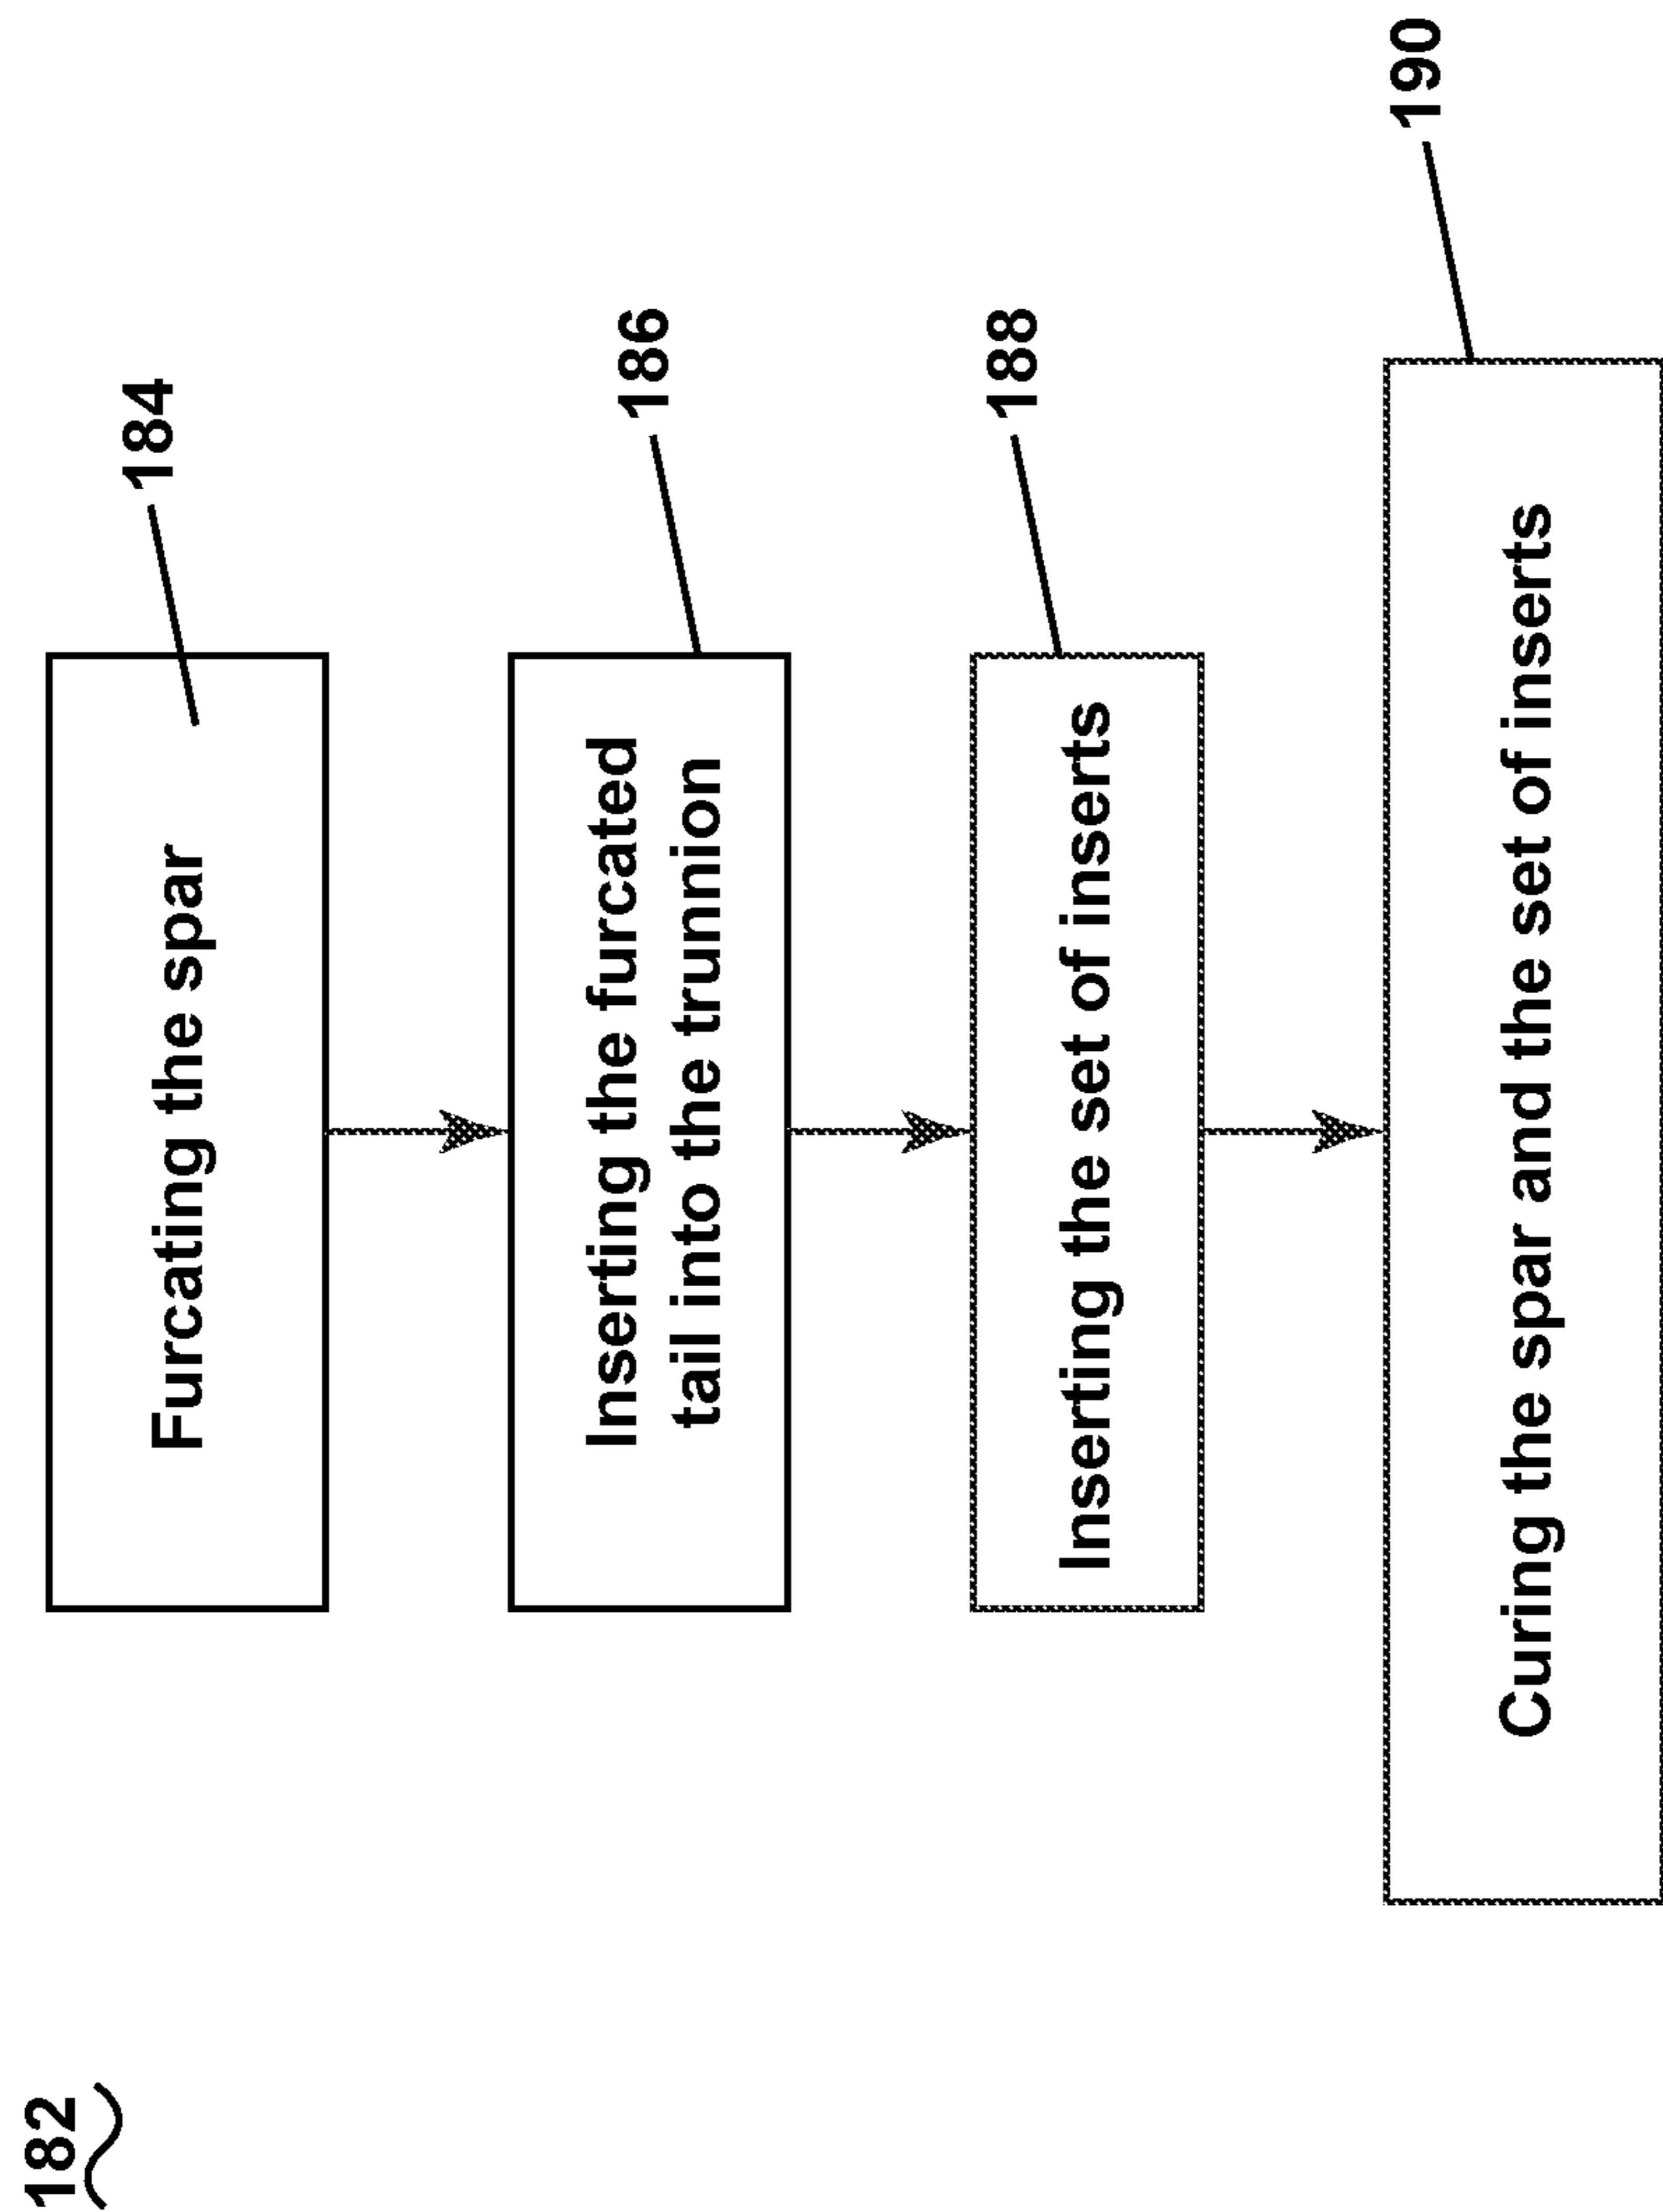 182
Furcating the spar
184
Inserting the furcated
tail into the trunnion
186
Inserting the set of inserts
188
Curing the spar and the set of inserts
190